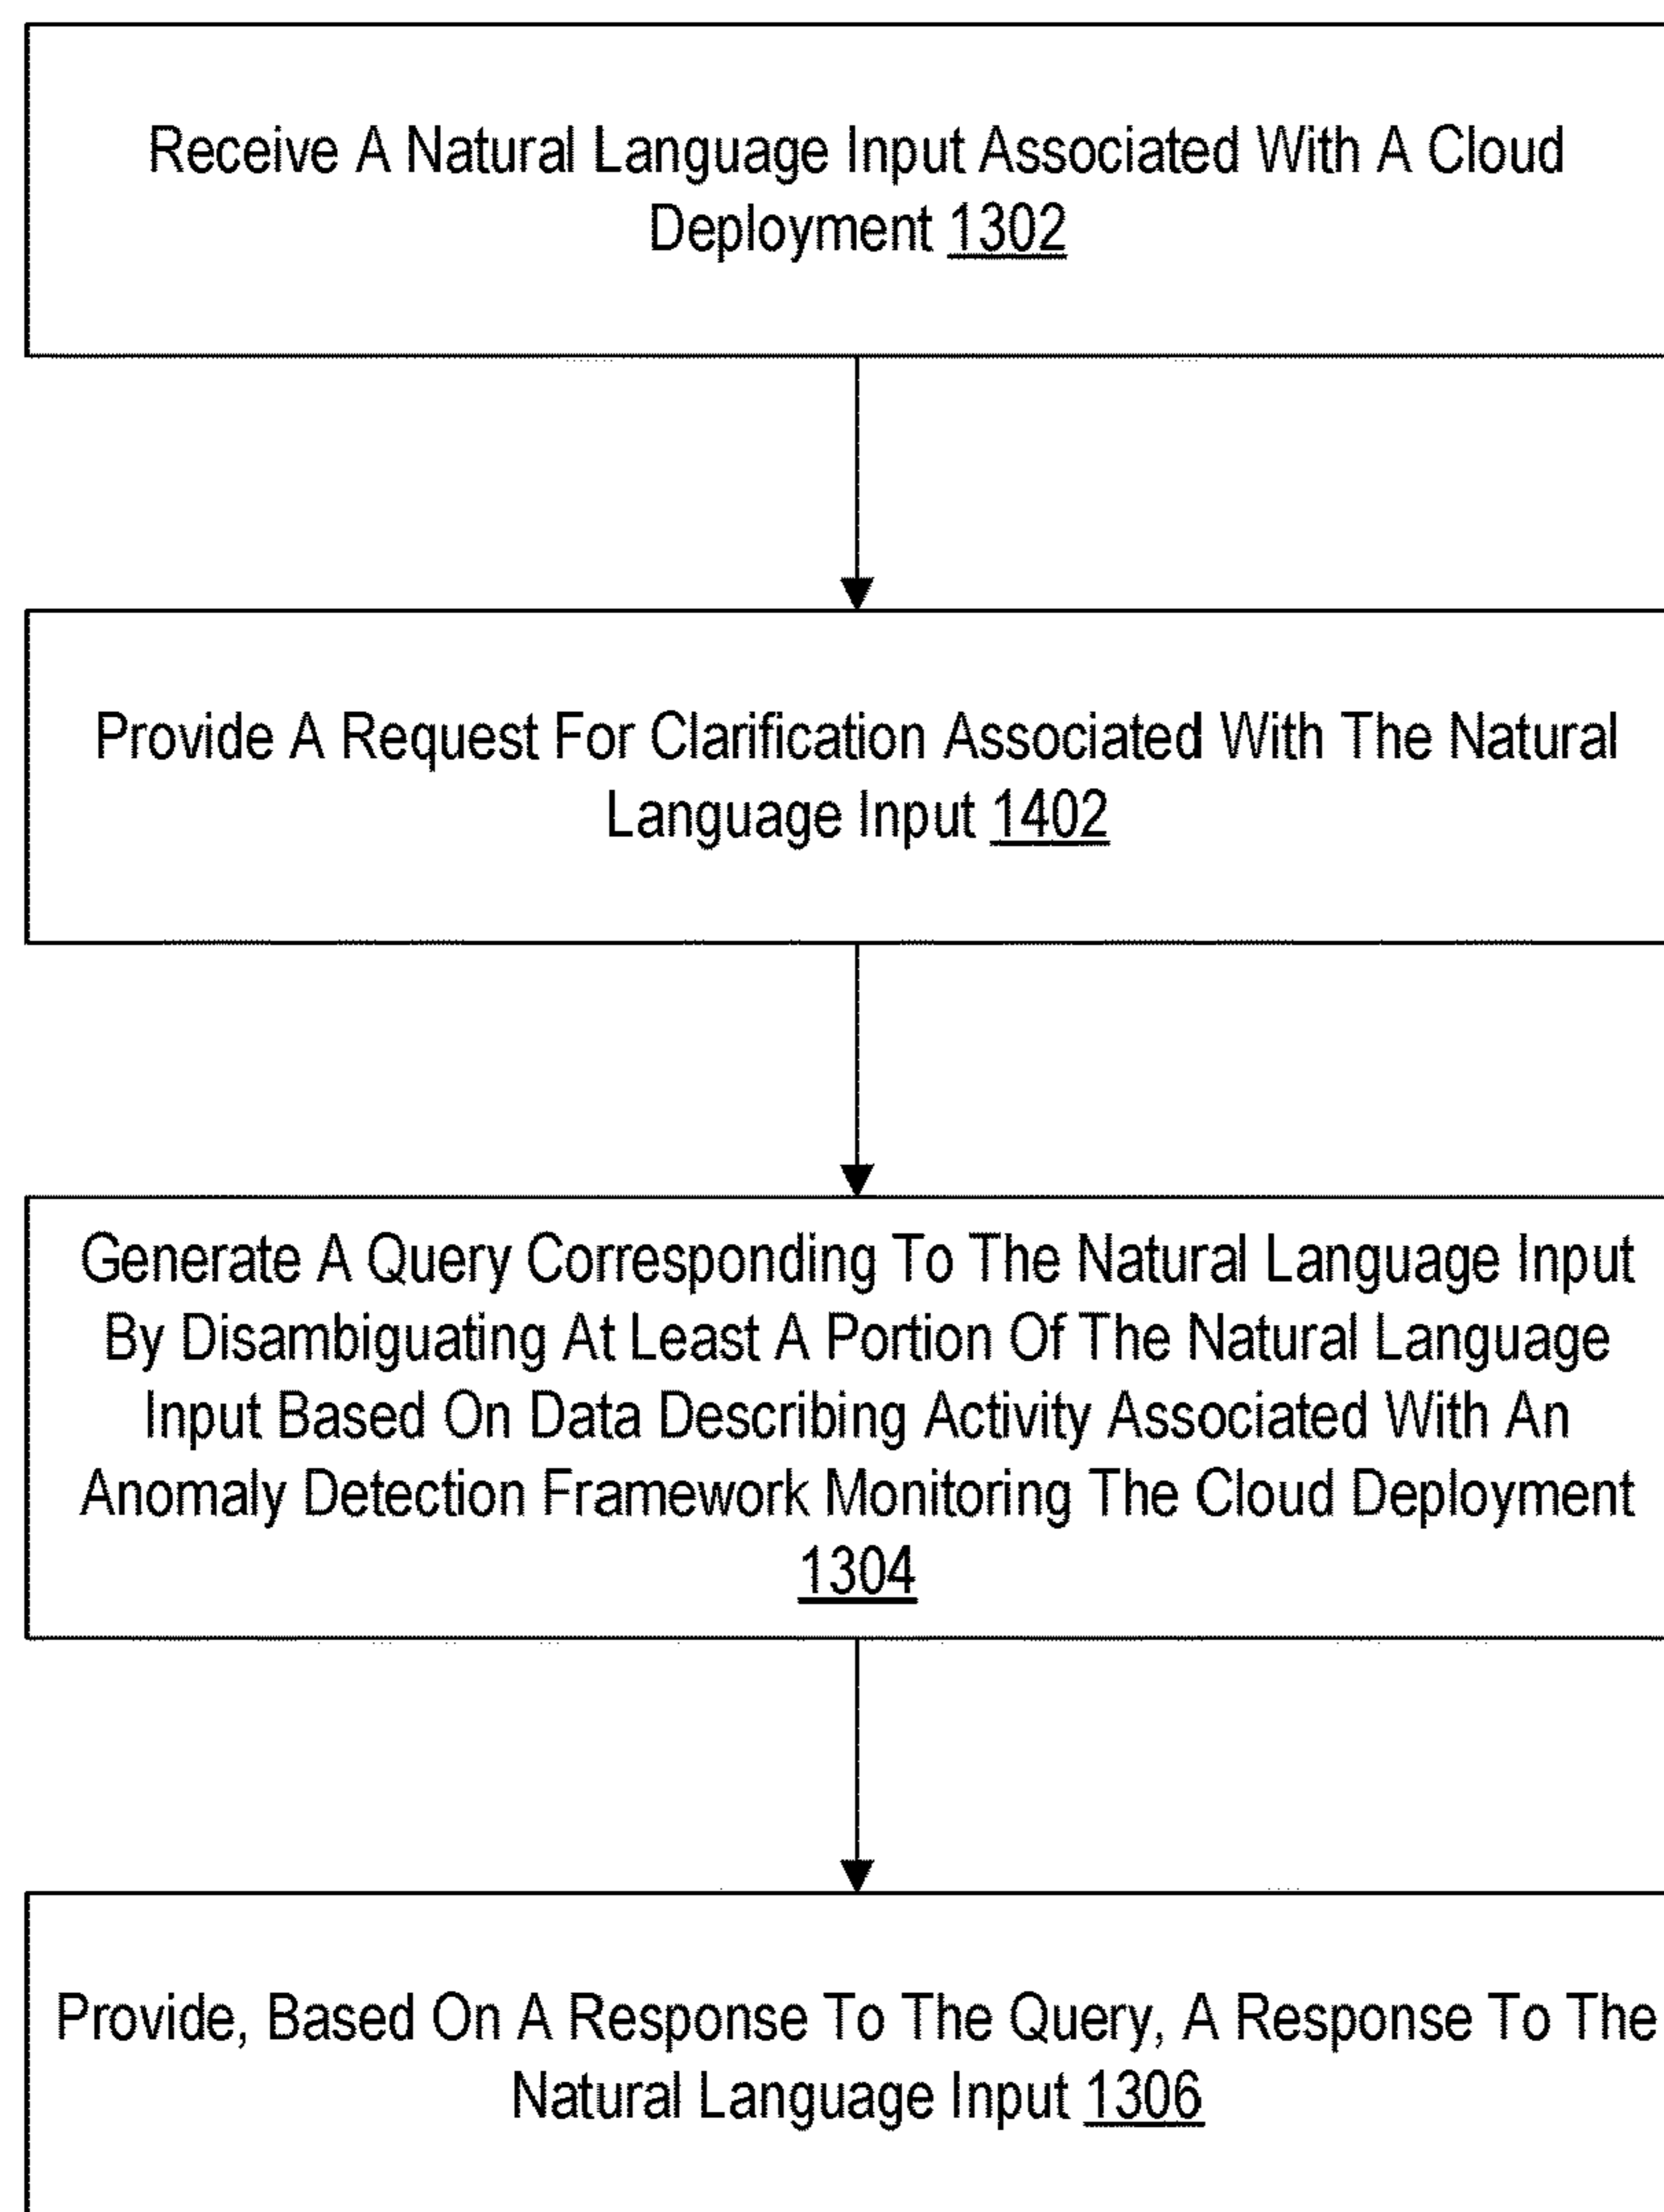 Receive A Natural Language Input Associated With A Cloud
Deployment 1302
Provide A Request For Clarification Associated With The Natural
Language Input 1402
Generate A Query Corresponding To The Natural Language Input
By Disambiguating At Least A Portion Of The Natural Language
Input Based On Data Describing Activity Associated With An
Anomaly Detection Framework Monitoring The Cloud Deployment
1304
Provide, Based On A Response To The Query, A Response To The
Natural Language Input 1306